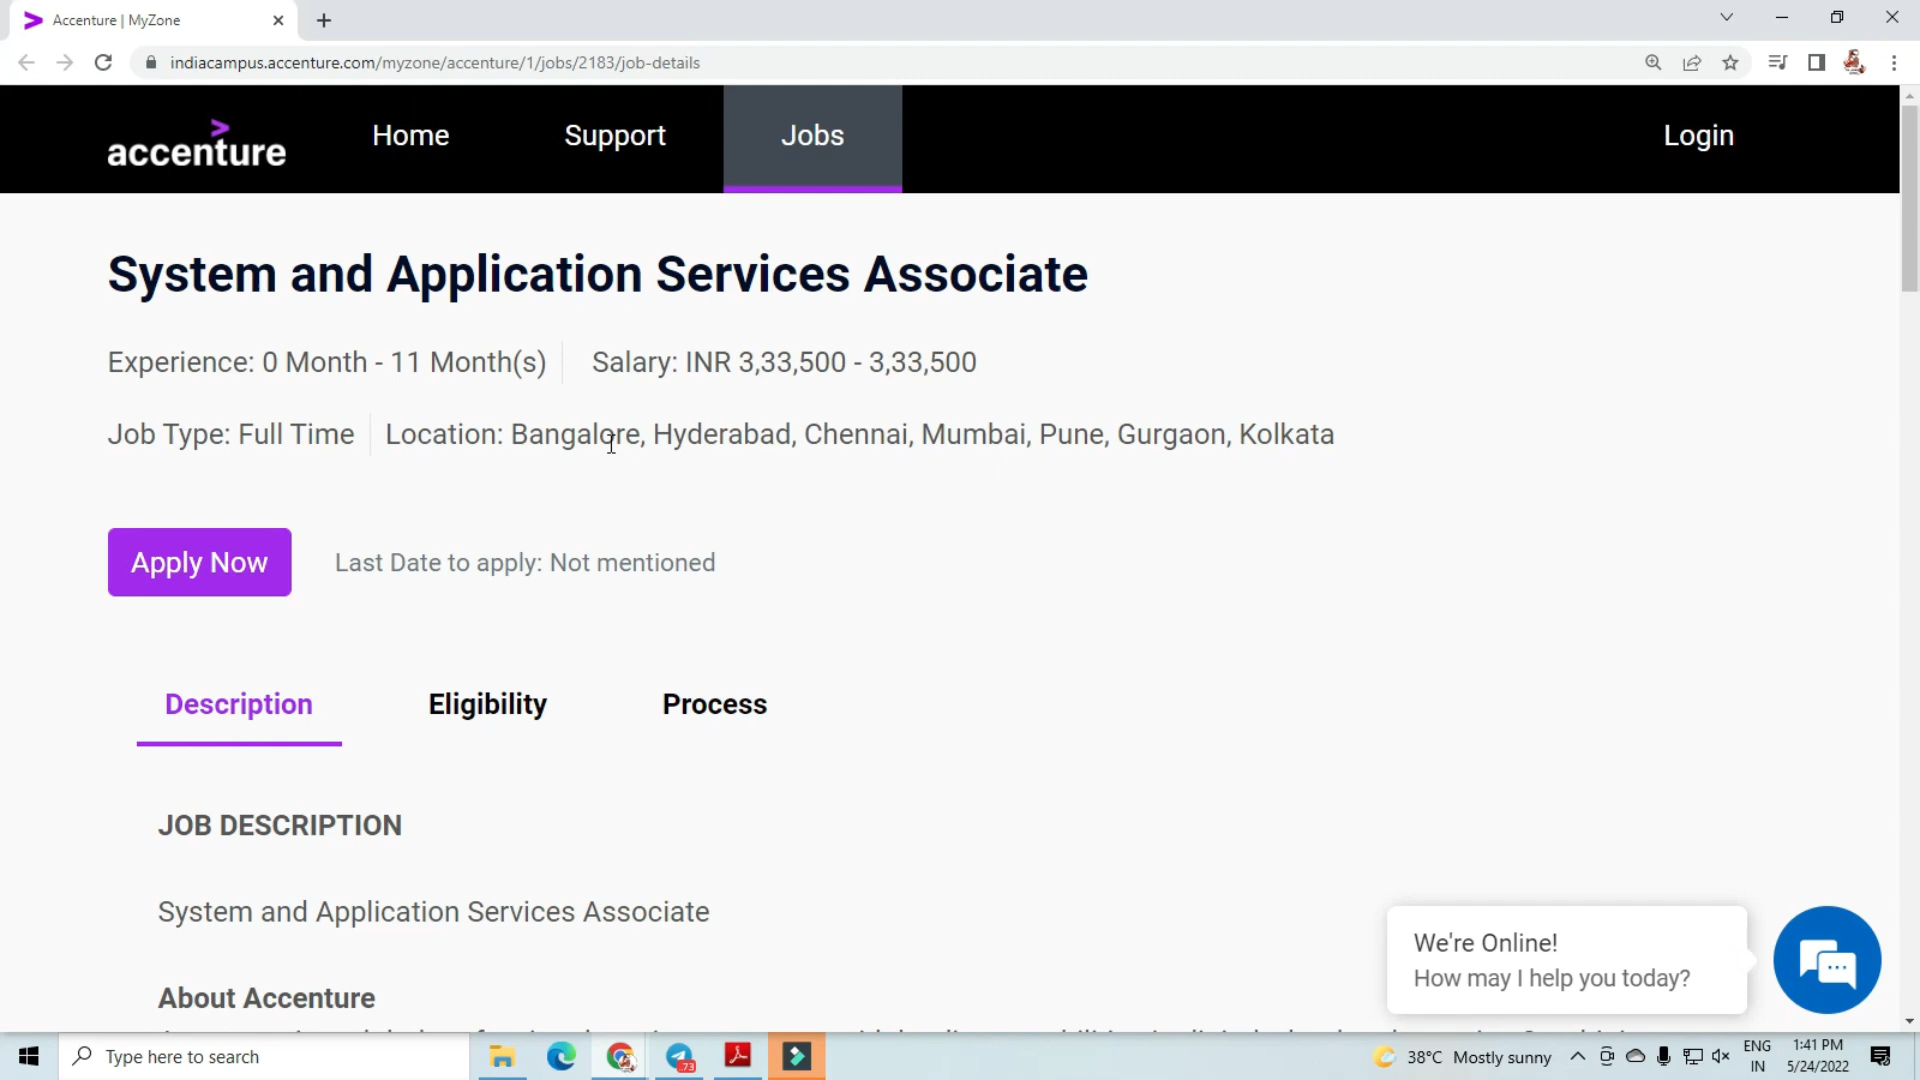 Accenture | MyZone
indiacampus.accenture.com/myzone/accenture/1/jobs/2183/job-details
accenture
Home
Support
Jobs
Login
System and Application Services Associate
Experience: 0 Month - 11 Month(s)
Salary: INR 3,33,500 - 3,33,500
Job Type: Full Time
Location: Bangalore, Hyderabad, Chennai, Mumbai, Pune, Gurgaon, Kolkata
Apply Now
Last Date to apply: Not mentioned
Description
Eligibility
Process
JOB DESCRIPTION
System and Application Services Associate
About Accenture
We're Online!
How may I help you today?
Type here to search
73
38°C Mostly sunny
ENG
IN
1:41 PM
5/24/2022